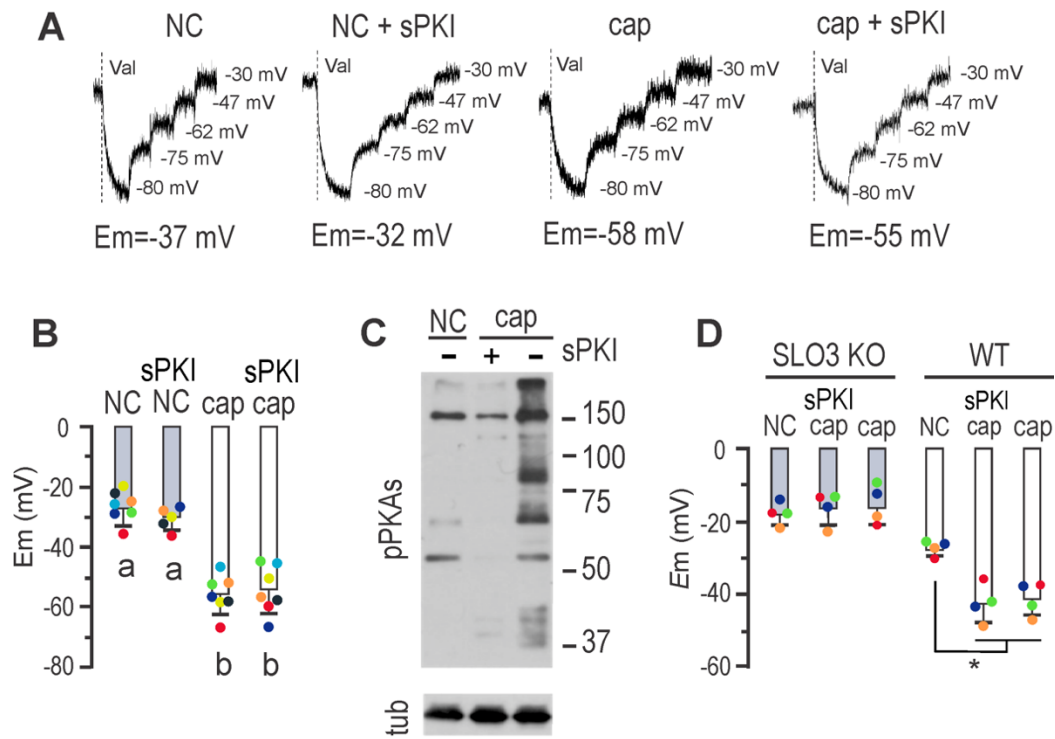 A
NC
NC + sPKI
cap
cap + sPKI
Val
-30 mV
-47 mV
-62 mV
-75 mV
-80 mV
Em=-37 mV
Val
-30 mV
-47 mV
-62 mV
-75 mV
-80 mV
Em=-32 mV
Val
-30 mV
-47 mV
-62 mV
-75 mV
-80 mV
Em=-58 mV
Val
-30 mV
-47 mV
-62 mV
-75 mV
-80 mV
Em=-55 mV
B
sPKI sPKI
NC NC cap cap
Em (mV)
0
-20
-40
-60
-80
a a b b
C
NC cap
- + - sPKI
pPKAs
150
100
75
50
37
tub
D
SLO3 KO WT
sPKI sPKI
NC cap cap NC cap cap
Em (mV)
0
-20
-40
-60
*